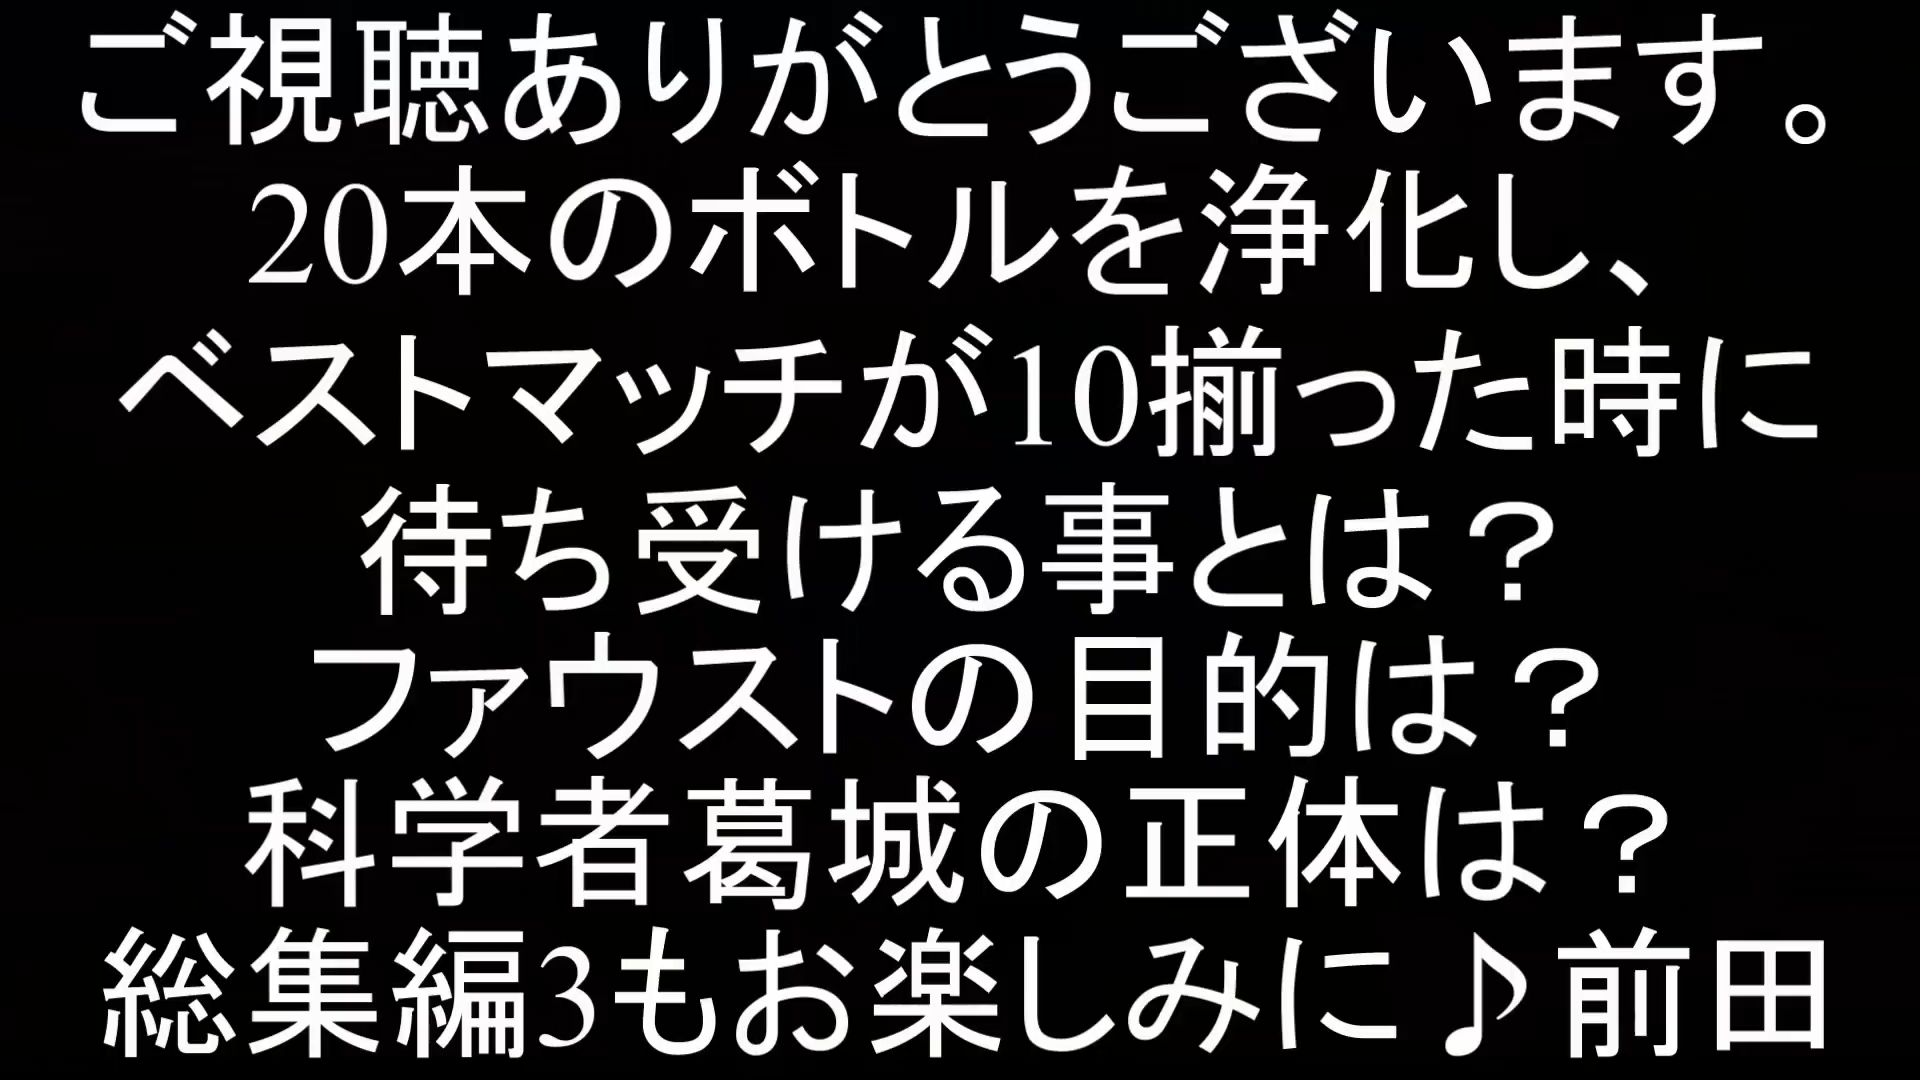 ご視聴ありがとうございます。
20本のボトルを浄化し、
ベストマッチが10揃った時に
待ち受ける事とは？
ファウストの目的は？
科学者葛城の正体は？
総集編3もお楽しみに♪前田